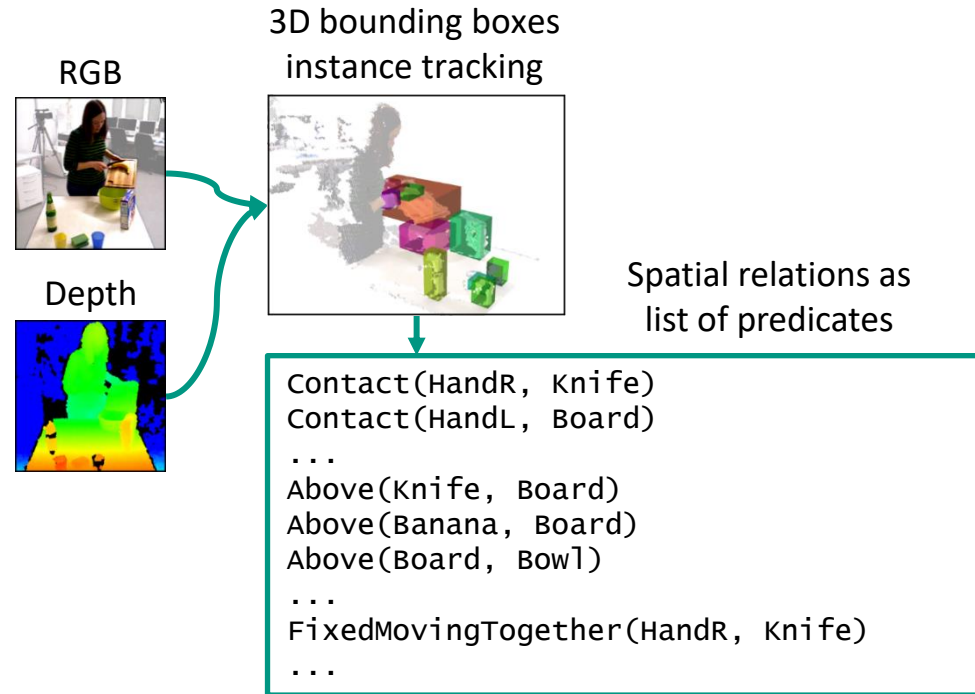 3D bounding boxes
instance tracking
RGB
Depth
Spatial relations as
list of predicates
Contact(HandR, Knife)
Contact(HandL, Board)
...
Above(Knife, Board)
Above(Banana, Board)
Above(Board, Bowl)
...
FixedMovingTogether(HandR, Knife)
...